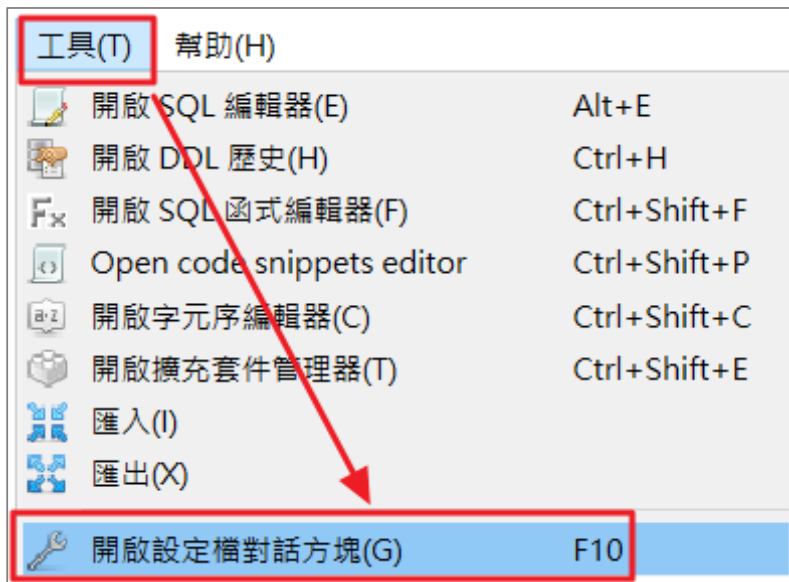 工具(T) 幫助(H)
開啟 SQL 編輯器(E) Alt+E
開啟 DDL 歷史(H) Ctrl+H
開啟 SQL 函式編輯器(F) Ctrl+Shift+F
Open code snippets editor Ctrl+Shift+P
開啟字元序編輯器(C) Ctrl+Shift+C
開啟擴充套件管理器(T) Ctrl+Shift+E
匯入(I)
匯出(X)
開啟設定檔對話方塊(G) F10